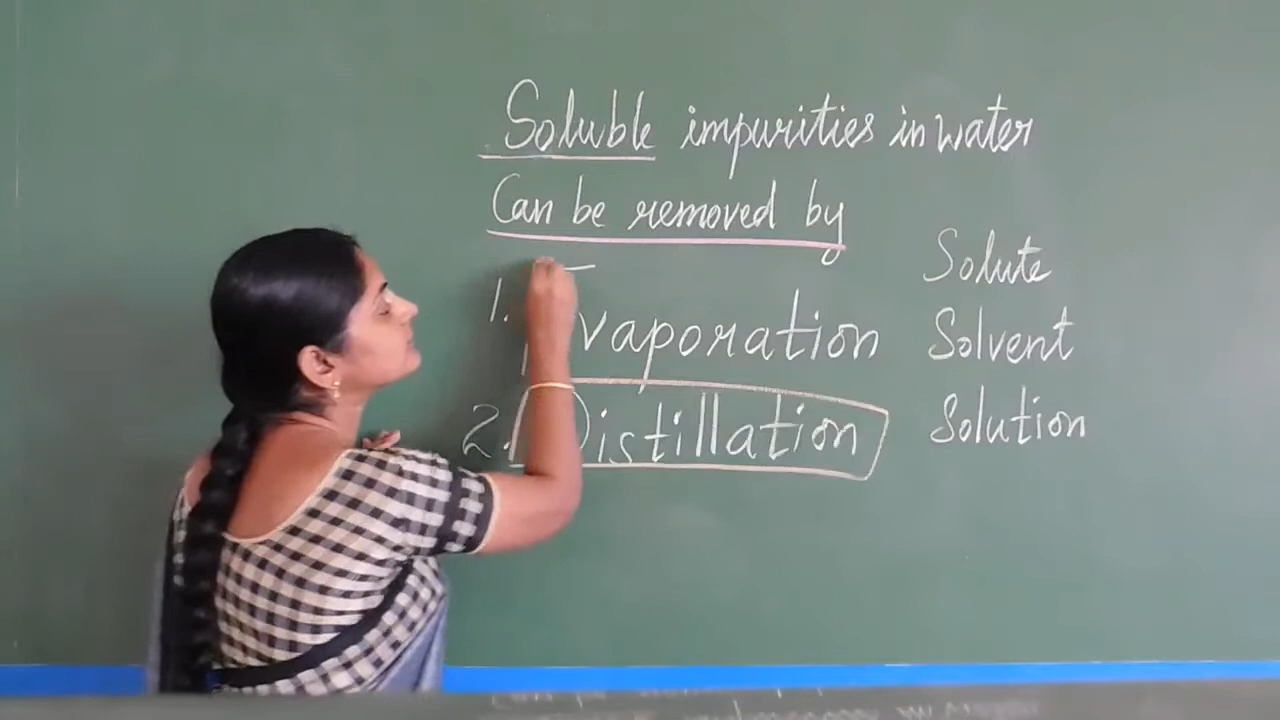 Soluble impurities in water
Can be removed by
1. Evaporation
2. Distillation
Solute
Solvent
Solution